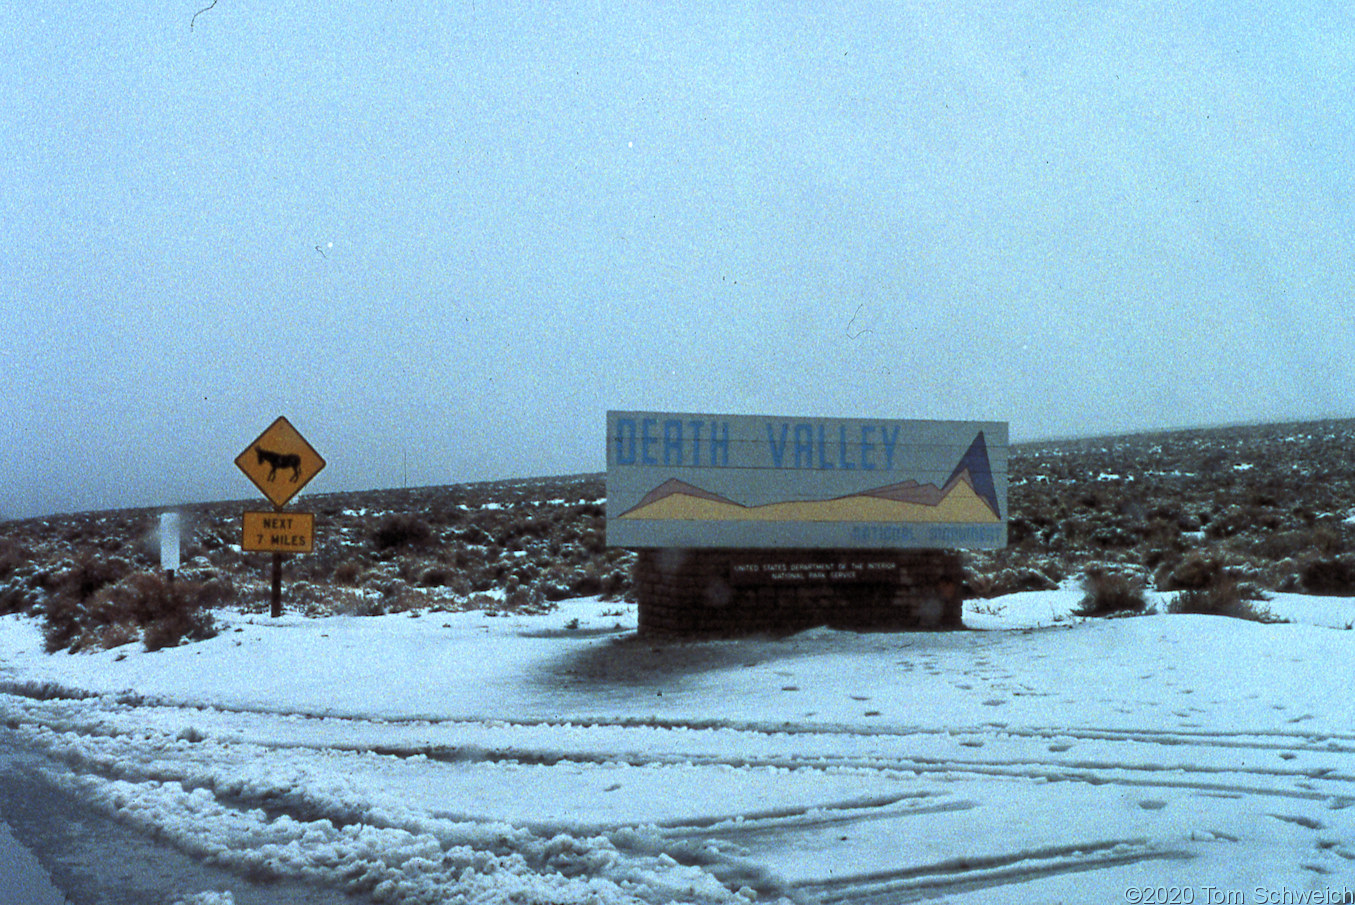 NEXT
7 MILES
DEATH VALLEY
NATIONAL MONUMENT
UNITED STATES DEPARTMENT OF THE INTERIOR
NATIONAL PARK SERVICE
©2020 Tom Schweich